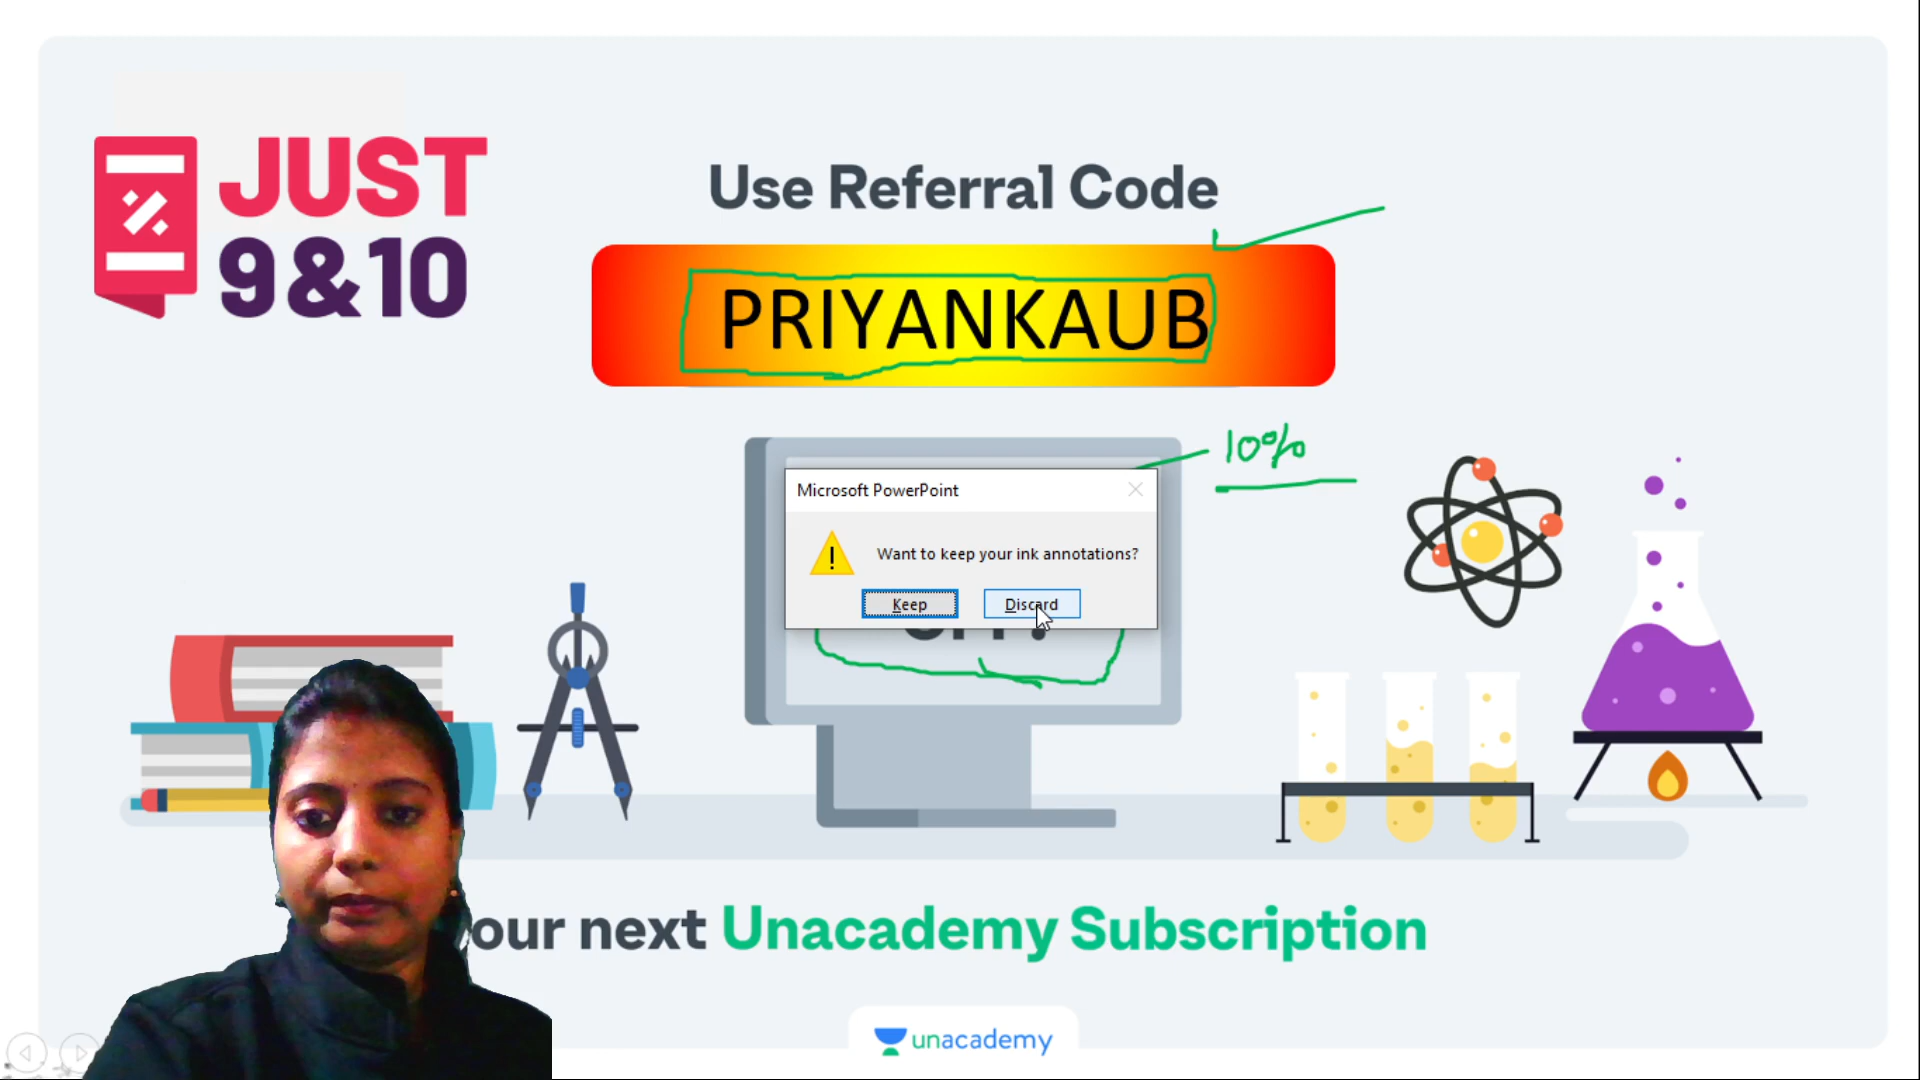 JUST
9&10
Use Referral Code
PRIYANKAUB
10%
Microsoft PowerPoint
Want to keep your ink annotations?
Keep
Discard
our next Unacademy Subscription
unacademy